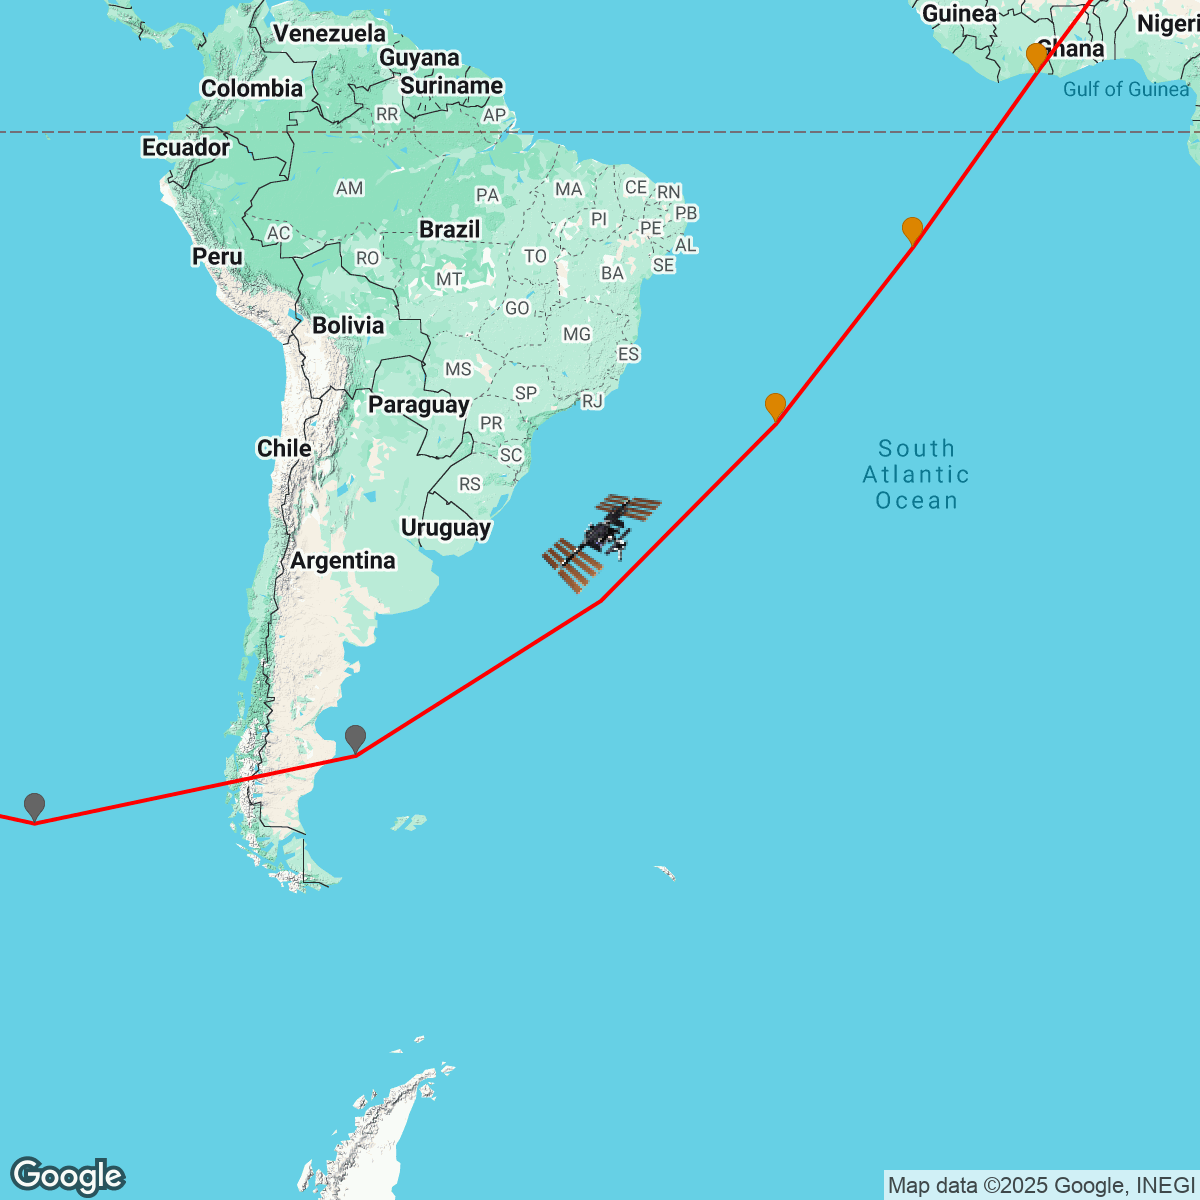 Guinea
Nigeri
Venezuela
Ghana
Guyana
Suriname
Colombia
Gulf of Guinea
RR
AP
Ecuador
AM
PA
MA
CE
RN
PI
PB
PE
AC
Brazil
AL
Peru
RO
TO
SE
MT
BA
GO
Bolivia
MG
ES
MS
SP
RJ
Paraguay
PR
Chile
SC
South
Atlantic
Ocean
RS
Uruguay
Argentina
Google
Map data ©2025 Google, INEGI